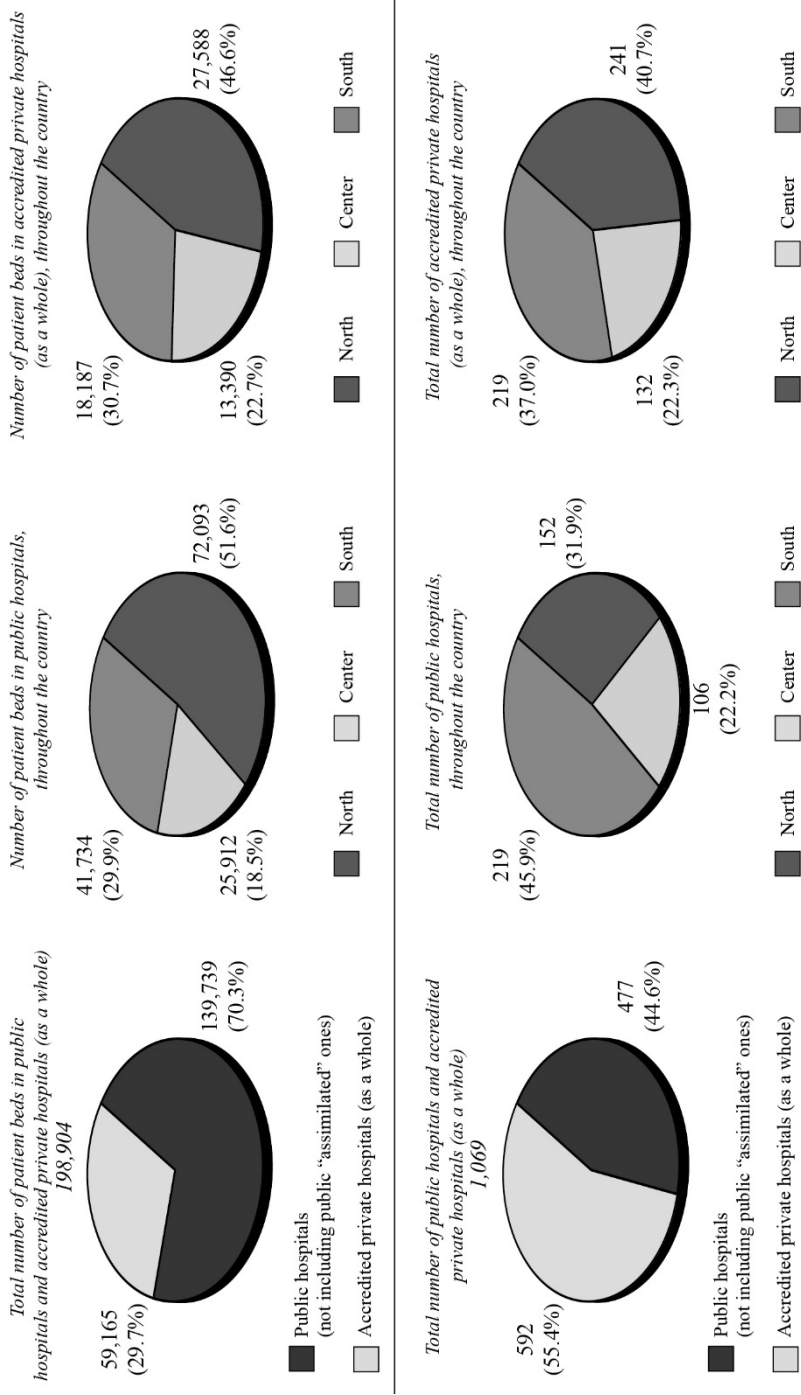 Total number of patient beds in public
hospitals and accredited private hospitals (as a whole)
198,904
59,165
(29.7%)
139,739
(70.3%)
Public hospitals
(not including public “assimilated” ones)
Accredited private hospitals (as a whole)
Number of patient beds in public hospitals,
throughout the country
41,734
(29.9%)
72,093
(51.6%)
25,912
(18.5%)
North
Center
South
Number of patient beds in accredited private hospitals
(as a whole), throughout the country
18,187
(30.7%)
27,588
(46.6%)
13,390
(22.7%)
North
Center
South
Total number of public hospitals and accredited
private hospitals (as a whole)
1,069
592
(55.4%)
477
(44.6%)
Public hospitals
(not including public “assimilated” ones)
Accredited private hospitals (as a whole)
Total number of public hospitals,
throughout the country
219
(45.9%)
152
(31.9%)
106
(22.2%)
North
Center
South
Total number of accredited private hospitals
(as a whole), throughout the country
219
(37.0%)
241
(40.7%)
132
(22.3%)
North
Center
South